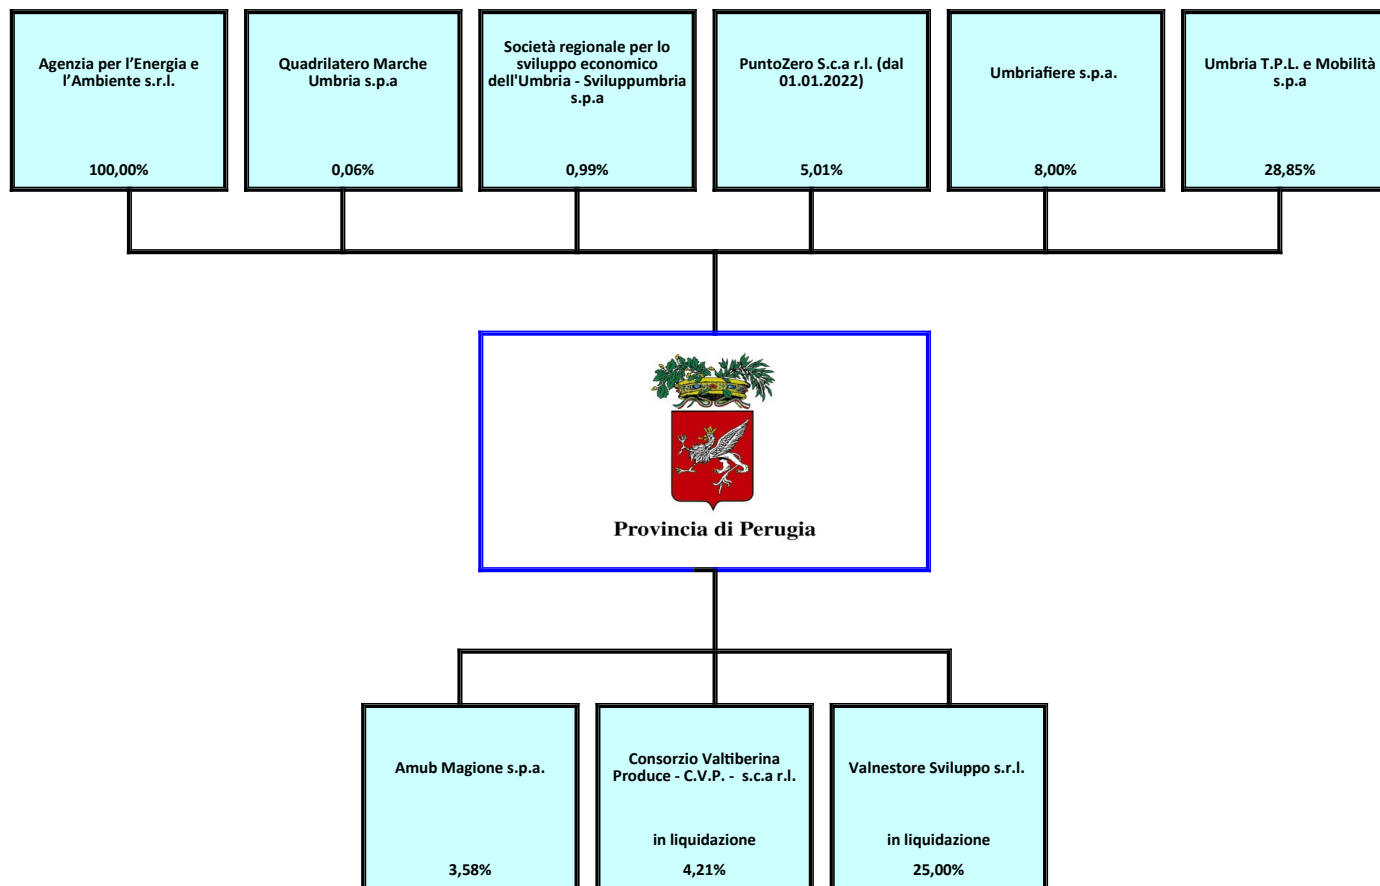 Agenzia per l’Energia e
l’Ambiente s.r.l.
100,00%
Quadrilatero Marche
Umbria s.p.a
0,06%
Società regionale per lo
sviluppo economico
dell'Umbria - Sviluppumbria
s.p.a
0,99%
PuntoZero S.c.a r.l. (dal
01.01.2022)
5,01%
Umbriafiere s.p.a.
8,00%
Umbria T.P.L. e Mobilità
s.p.a
28,85%
Provincia di Perugia
Amub Magione s.p.a.
3,58%
Consorzio Valtiberina
Produce - C.V.P. - s.c.a r.l.
in liquidazione
4,21%
Valnestore Sviluppo s.r.l.
in liquidazione
25,00%